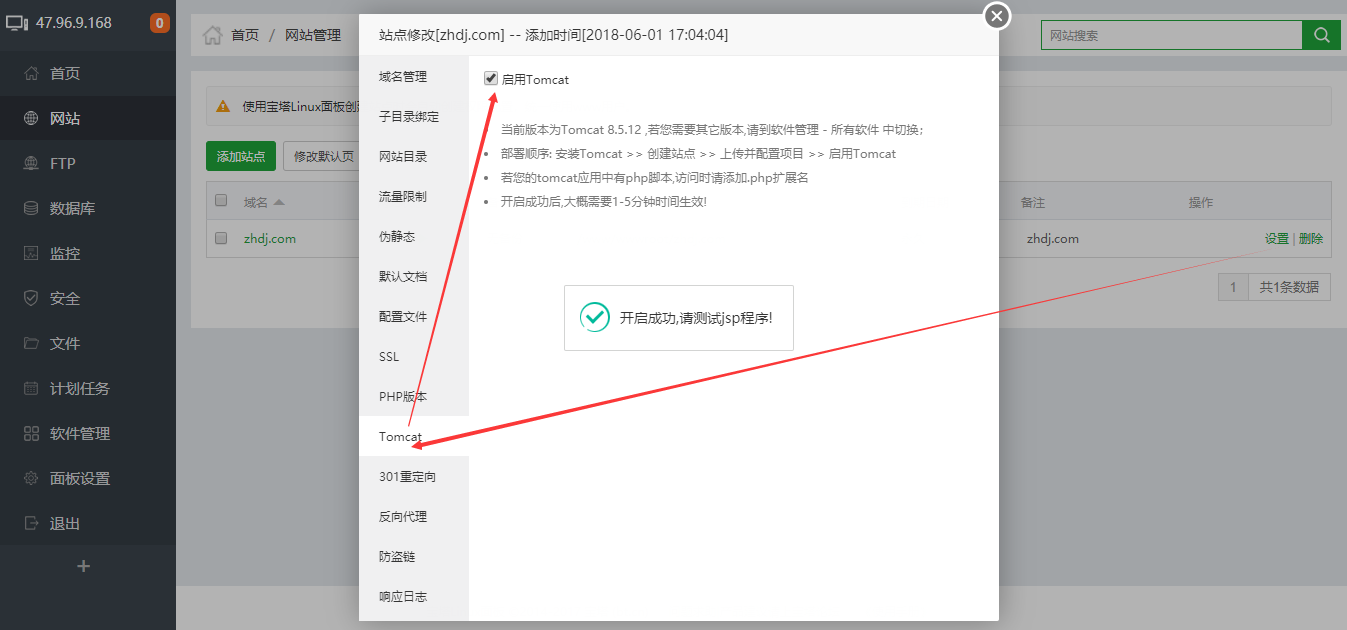 47.96.9.168
0
首页
网站
FTP
数据库
监控
安全
文件
计划任务
软件管理
面板设置
退出
+
首页 / 网站管理
网站搜索
使用宝塔Linux面板创
添加站点
修改默认页
域名
备注
操作
zhdj.com
zhdj.com
设置 | 删除
1
共1条数据
站点修改[zhdj.com] -- 添加时间[2018-06-01 17:04:04]
域名管理
子目录绑定
网站目录
流量限制
伪静态
默认文档
配置文件
SSL
PHP版本
Tomcat
301重定向
反向代理
防盗链
响应日志
启用Tomcat
当前版本为Tomcat 8.5.12 ,若您需要其它版本,请到软件管理 - 所有软件 中切换;
部署顺序: 安装Tomcat >> 创建站点 >> 上传并配置项目 >> 启用Tomcat
若您的tomcat应用中有php脚本,访问时请添加.php扩展名
开启成功后,大概需要1-5分钟时间生效!
开启成功,请测试jsp程序!